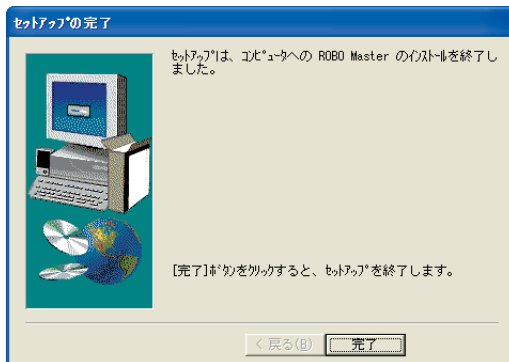 ｾｯﾄｱｯﾌﾟの完了
ｾｯﾄｱｯﾌﾟは、ｺﾝﾋﾟｭｰﾀへの ROBO Master のｲﾝｽﾄｰﾙを終了し
ました。
[完了]ﾎﾞﾀﾝをｸﾘｯｸすると、ｾｯﾄｱｯﾌﾟを終了します。
< 戻る(B)
完了